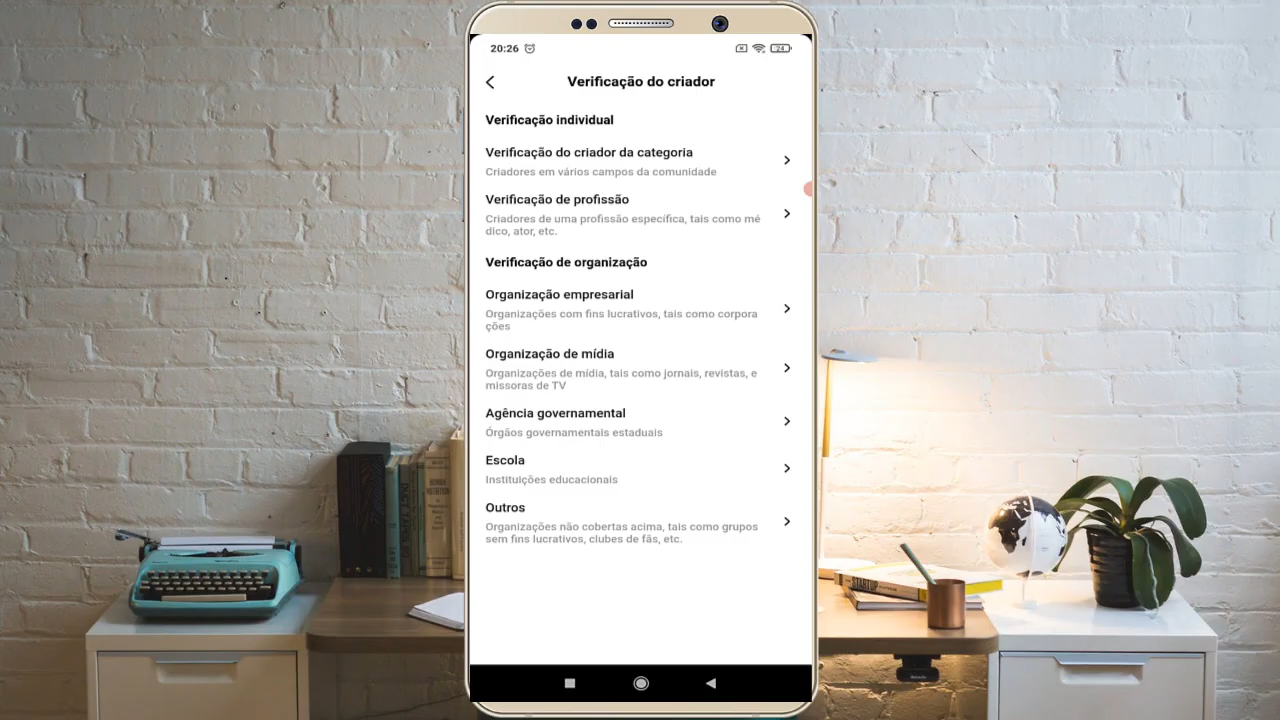 20:26
24
Verificação do criador
Verificação individual
Verificação do criador da categoria
Criadores em vários campos da comunidade
Verificação de profissão
Criadores de uma profissão específica, tais como mé
dico, ator, etc.
Verificação de organização
Organização empresarial
Organizações com fins lucrativos, tais como corpora
ções
Organização de mídia
Organizações de mídia, tais como jornais, revistas, e
missoras de TV
Agência governamental
Órgãos governamentais estaduais
Escola
Instituições educacionais
Outros
Organizações não cobertas acima, tais como grupos
sem fins lucrativos, clubes de fãs, etc.
STARTUP